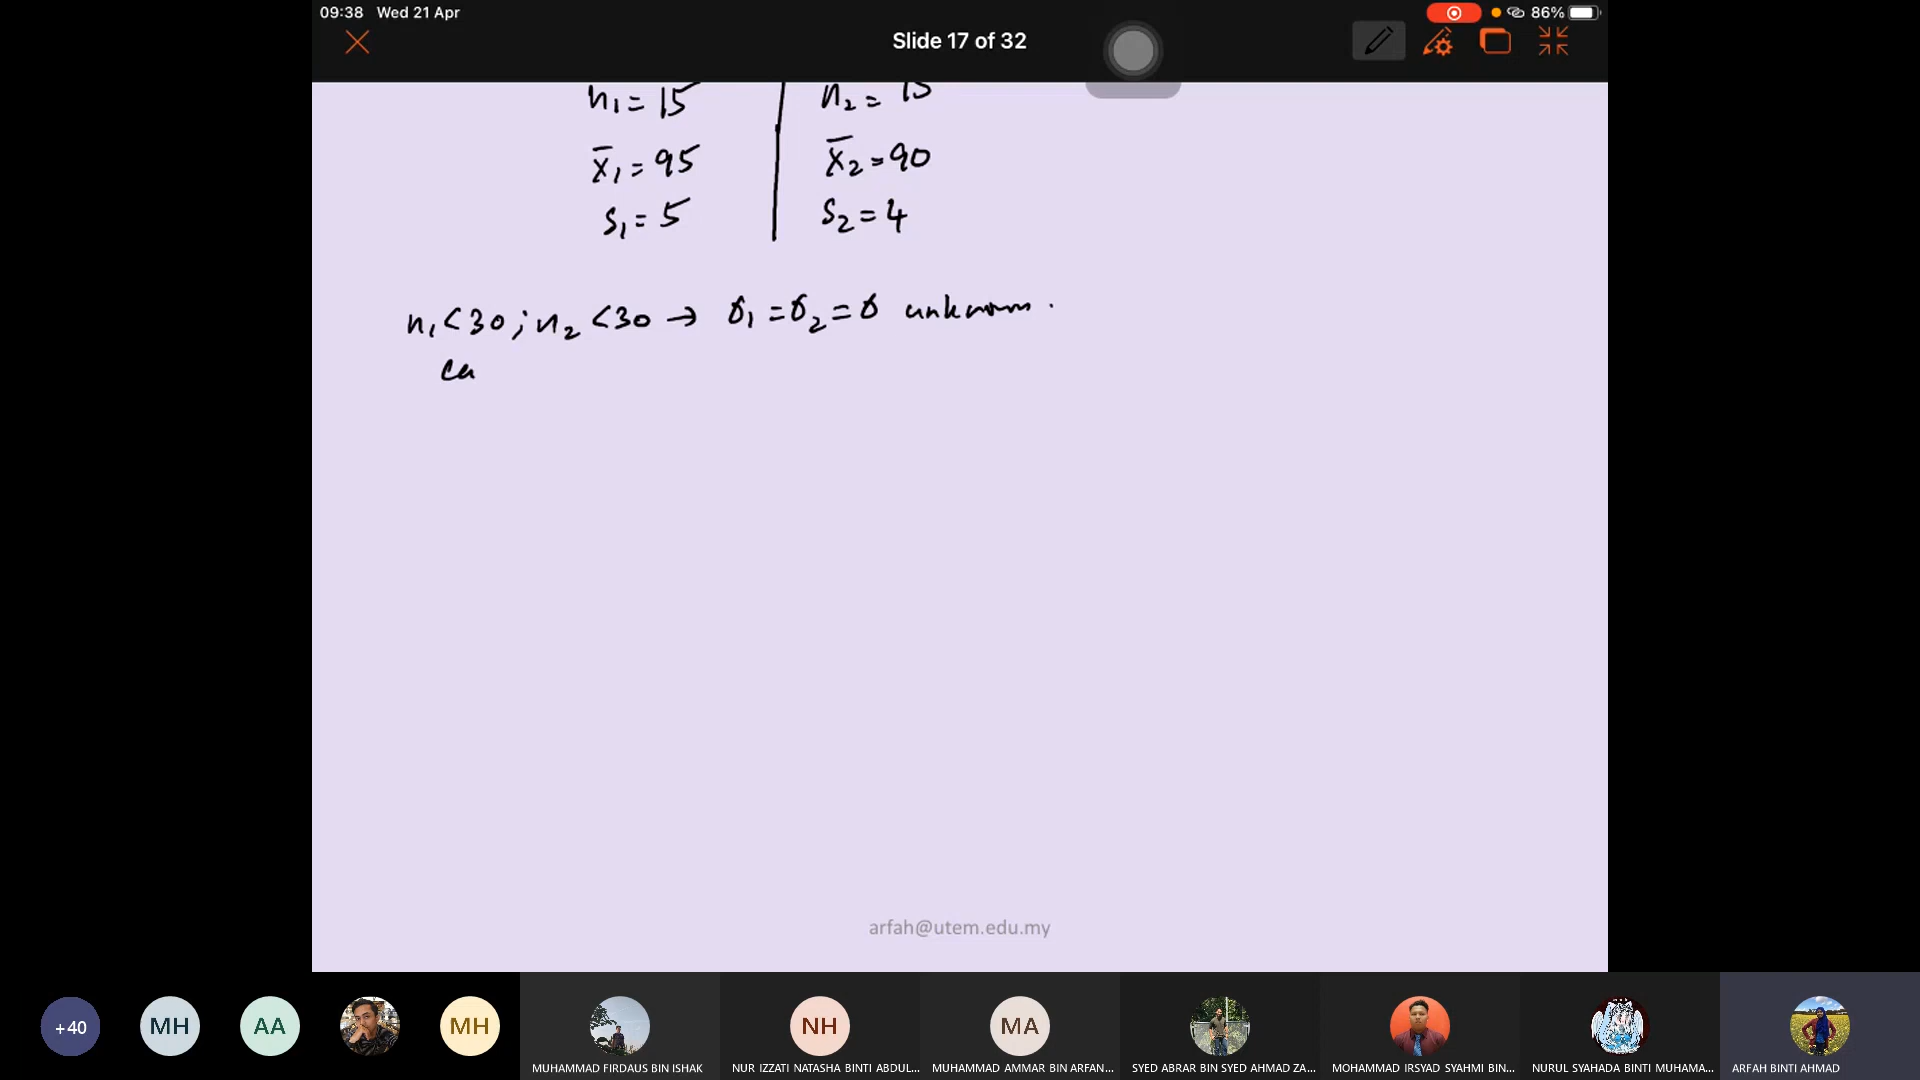 09:38 Wed 21 Apr
86%
Slide 17 of 32
n₁ = 15 n₂ = 15
x̄₁ = 95 x̄₂ = 90
s₁ = 5 s₂ = 4
n₁ < 30 ; n₂ < 30 → σ₁ = σ₂ = σ unknown.
Ca
arfah@utem.edu.my
+40
MH
AA
MH
NH
MA
MUHAMMAD FIRDAUS BIN ISHAK
NUR IZZATI NATASHA BINTI ABDUL...
MUHAMMAD AMMAR BIN ARFAN...
SYED ABRAR BIN SYED AHMAD ZA...
MOHAMMAD IRSYAD SYAHMI BIN...
NURUL SYAHADA BINTI MUHAMA...
ARFAH BINTI AHMAD